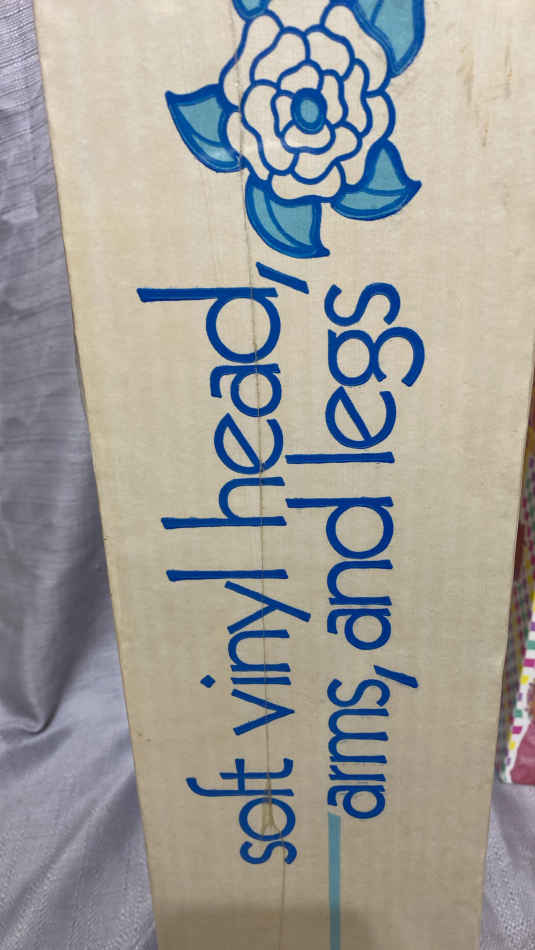 soft vinyl head,
arms, and legs